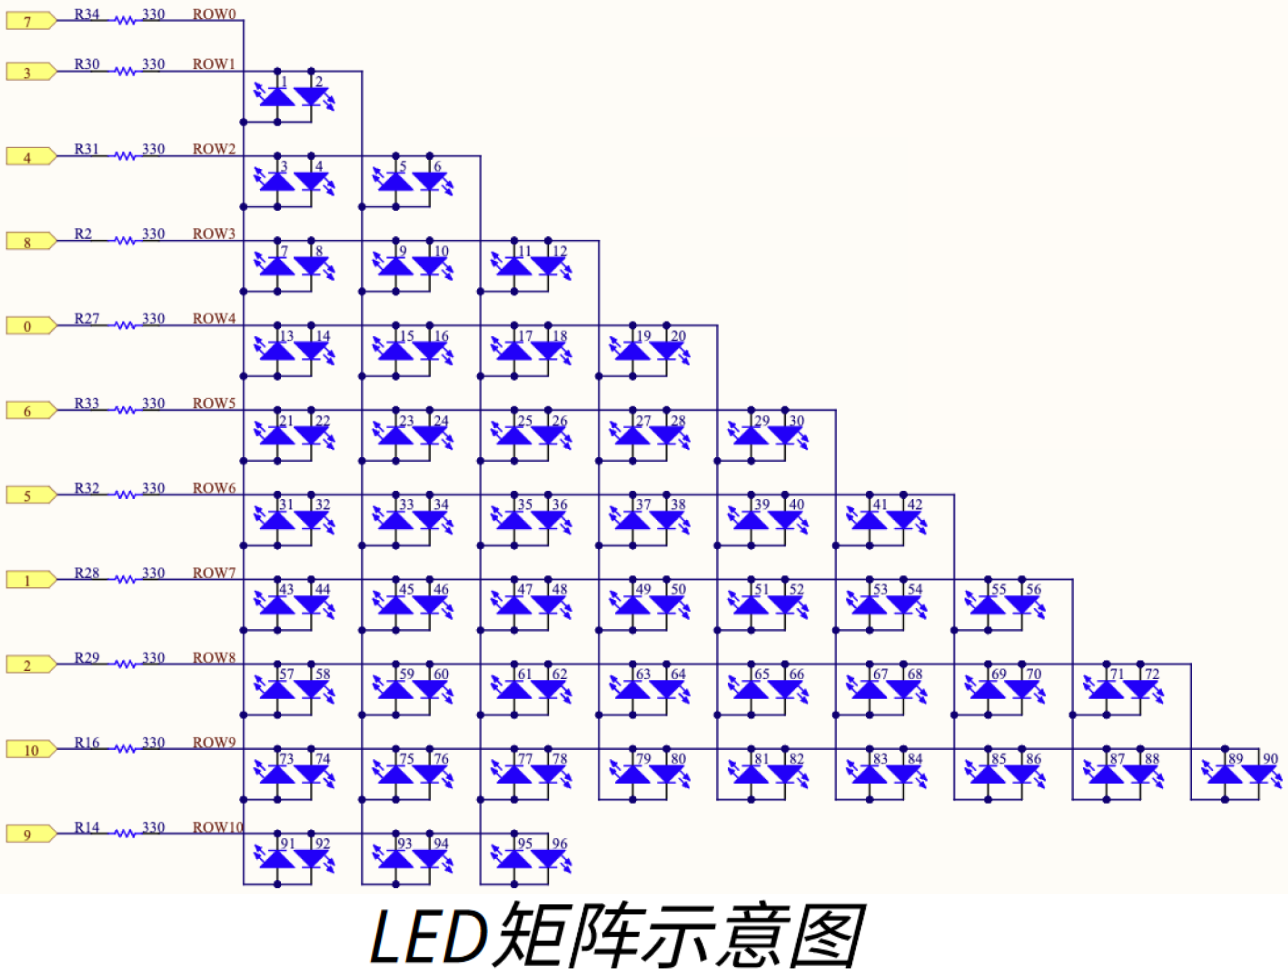 7 R34 330 ROW0
3 R30 330 ROW1
1 2
4 R31 330 ROW2
3 4 5 6
8 R2 330 ROW3
7 8 9 10 11 12
0 R27 330 ROW4
13 14 15 16 17 18 19 20
6 R33 330 ROW5
21 22 23 24 25 26 27 28 29 30
5 R32 330 ROW6
31 32 33 34 35 36 37 38 39 40 41 42
1 R28 330 ROW7
43 44 45 46 47 48 49 50 51 52 53 54 55 56
2 R29 330 ROW8
57 58 59 60 61 62 63 64 65 66 67 68 69 70 71 72
10 R16 330 ROW9
73 74 75 76 77 78 79 80 81 82 83 84 85 86 87 88 89 90
9 R14 330 ROW10
91 92 93 94 95 96
LED矩阵示意图